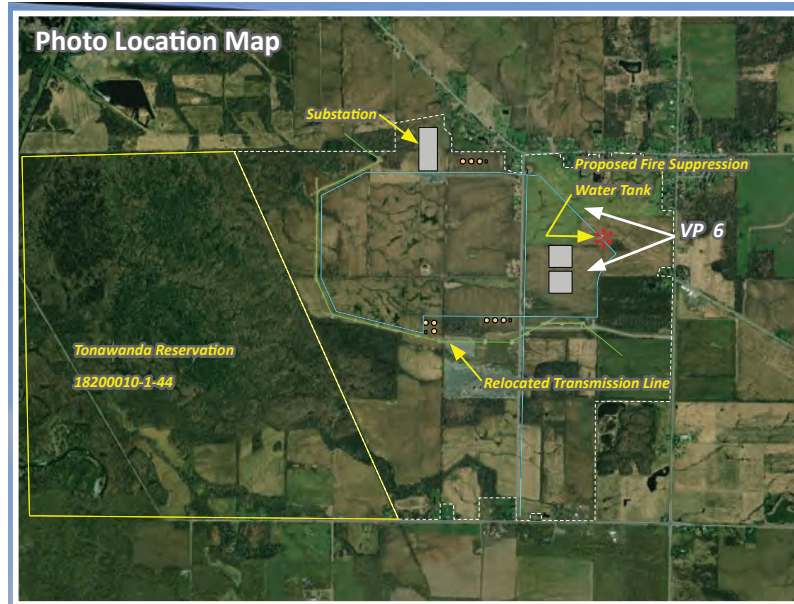 Photo Location Map
Substation
Proposed Fire Suppression
Water Tank
VP 6
Tonawanda Reservation
18200010-1-44
Relocated Transmission Line